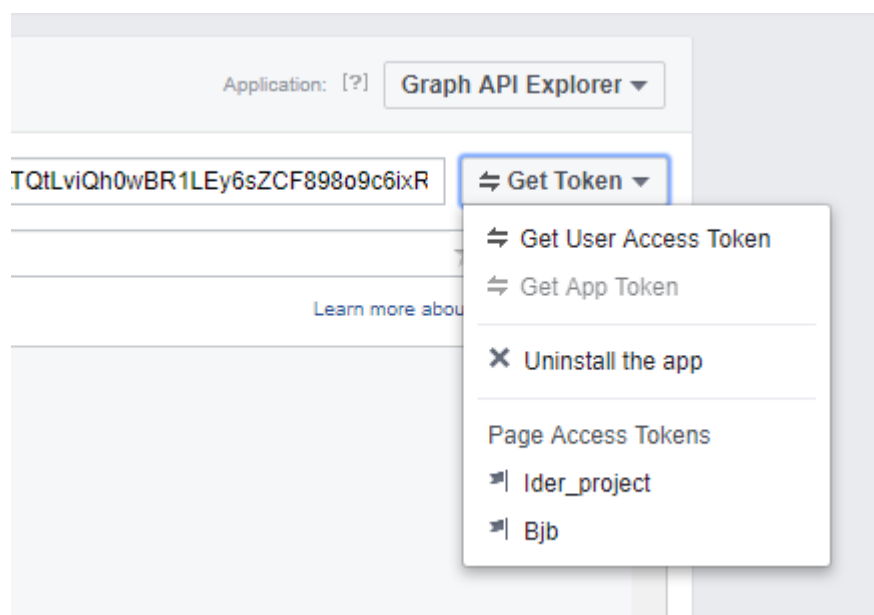 Application: [?] Graph API Explorer
TQtLviQh0wBR1LEy6sZCF898o9c6ixR
Get Token
Get User Access Token
Get App Token
Learn more abou
Uninstall the app
Page Access Tokens
Ider_project
Bjb